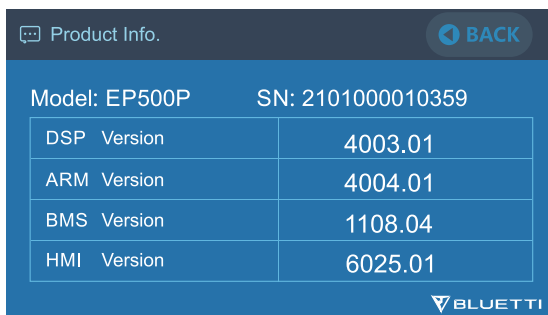 Product Info.
BACK
Model: EP500P SN: 2101000010359
DSP Version 4003.01
ARM Version 4004.01
BMS Version 1108.04
HMI Version 6025.01
BLUETTI